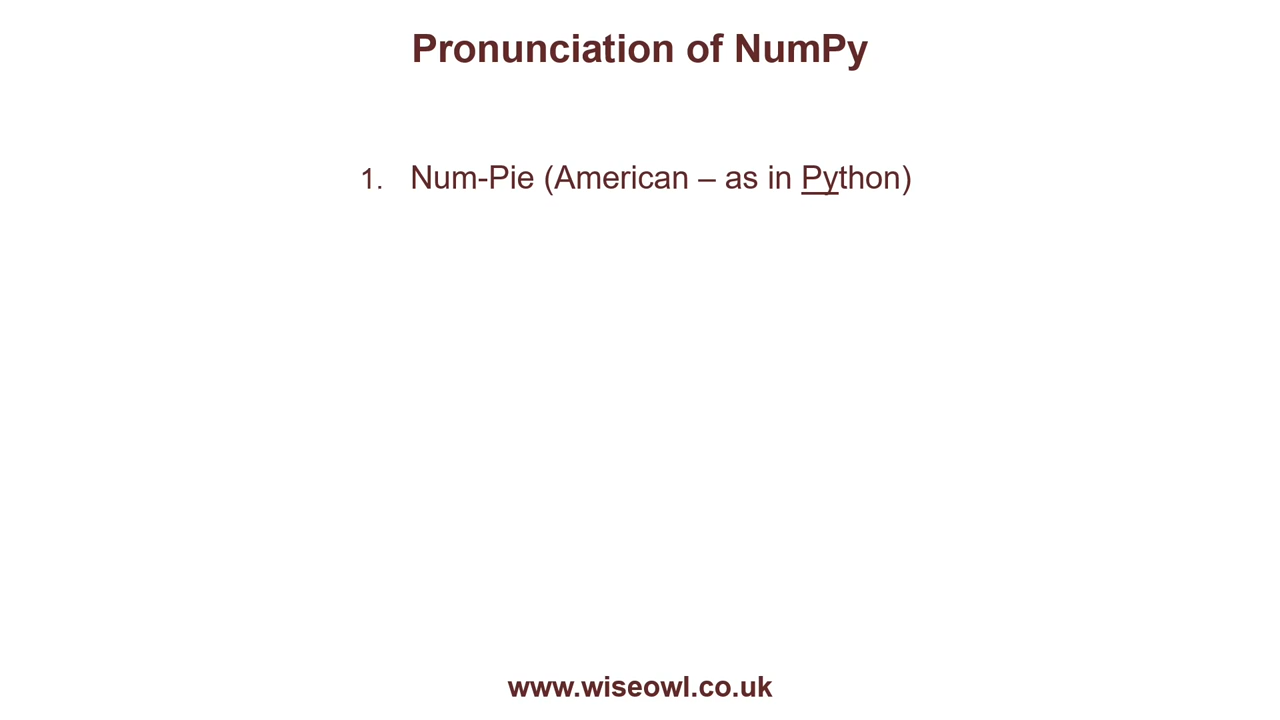 Pronunciation of NumPy
1. Num-Pie (American – as in Python)
www.wiseowl.co.uk